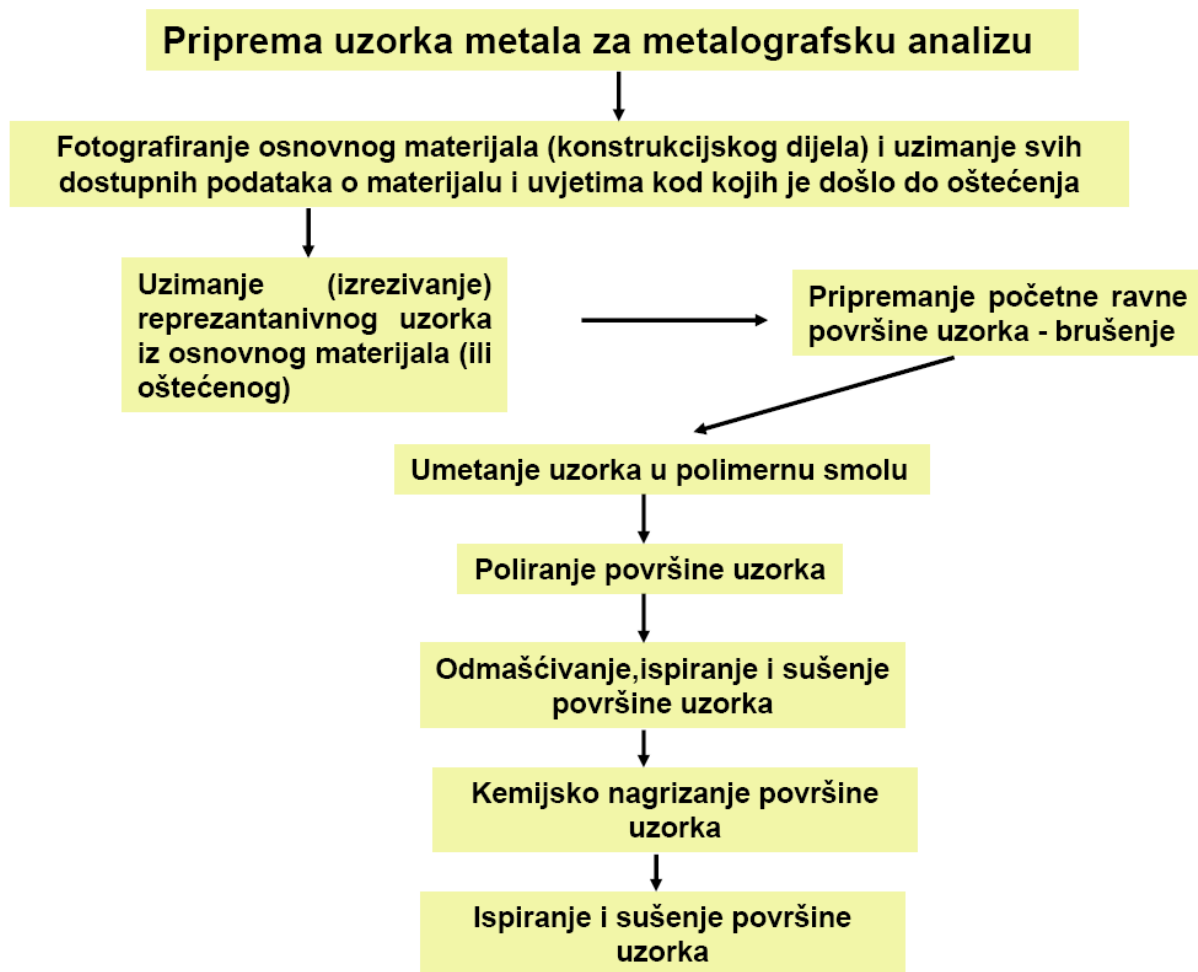 Priprema uzorka metala za metalografsku analizu
Fotografiranje osnovnog materijala (konstrukcijskog dijela) i uzimanje svih
dostupnih podataka o materijalu i uvjetima kod kojih je došlo do oštećenja
Uzimanje (izrezivanje)
reprezantanivnog uzorka
iz osnovnog materijala (ili
oštećenog)
Pripremanje početne ravne
površine uzorka - brušenje
Umetanje uzorka u polimernu smolu
Poliranje površine uzorka
Odmašćivanje,ispiranje i sušenje
površine uzorka
Kemijsko nagrizanje površine
uzorka
Ispiranje i sušenje površine
uzorka